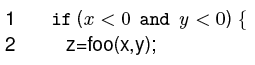 1 if (x < 0 and y < 0) {
2 z=foo(x,y);